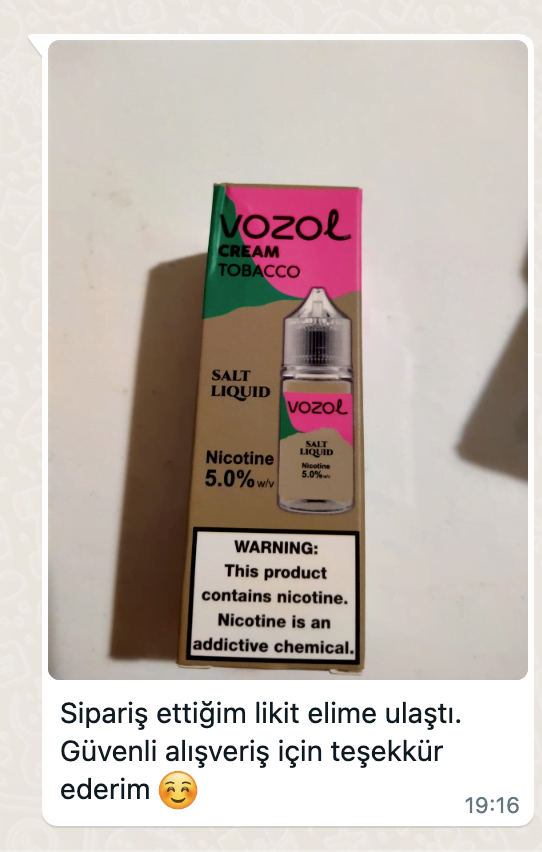 VOZOL
CREAM
TOBACCO
SALT
LIQUID
VOZOL
SALT
LIQUID
Nicotine
5.0% w/v
Nicotine
5.0% w/v
WARNING:
This product
contains nicotine.
Nicotine is an
addictive chemical.
Sipariş ettiğim likit elime ulaştı.
Güvenli alışveriş için teşekkür
ederim ☺️
19:16